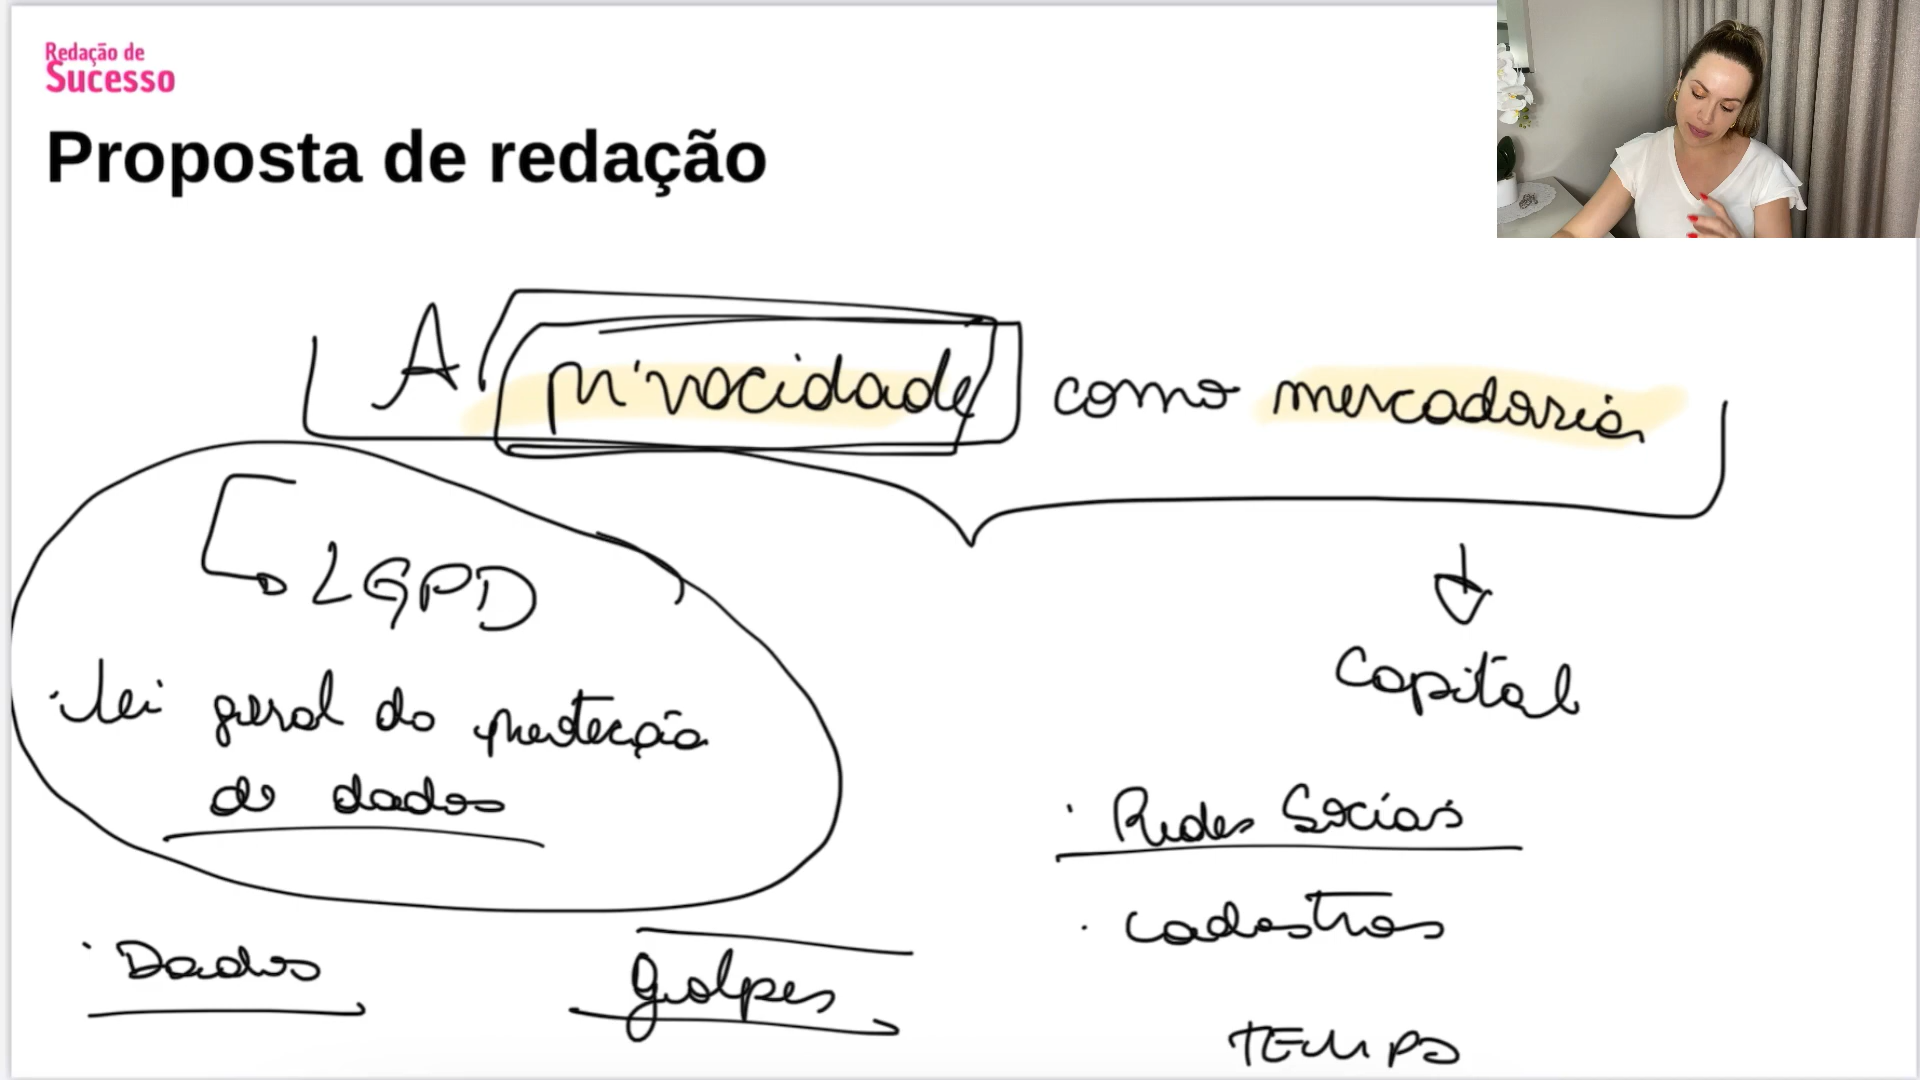 Redação de
Sucesso
Proposta de redação
A privacidade como mercadoria
LGPD
· lei geral de proteção
de dados
Capital
· Redes Sociais
· cadastros
· Dados
golpes
TEMPO